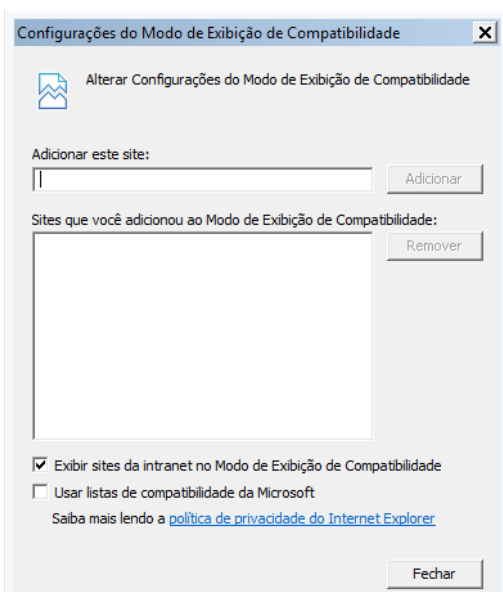 Configurações do Modo de Exibição de Compatibilidade
Alterar Configurações do Modo de Exibição de Compatibilidade
Adicionar este site:
Adicionar
Sites que você adicionou ao Modo de Exibição de Compatibilidade:
Remover
Exibir sites da intranet no Modo de Exibição de Compatibilidade
Usar listas de compatibilidade da Microsoft
Saiba mais lendo a política de privacidade do Internet Explorer
Fechar